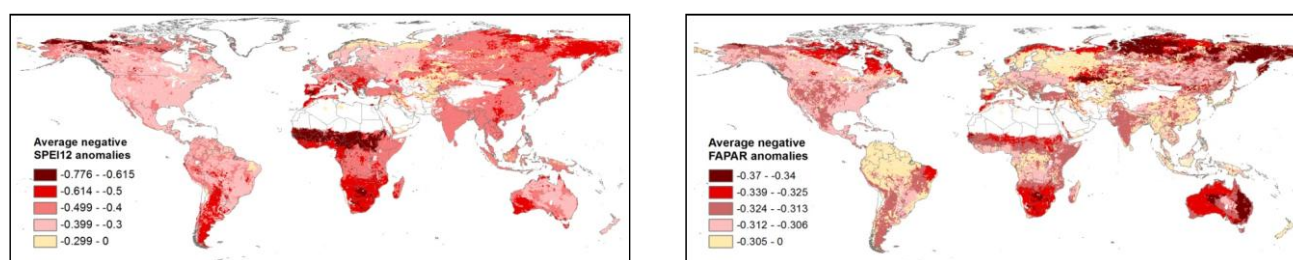 Average negative
SPEI12 anomalies
-0.776 - -0.615
-0.614 - -0.5
-0.499 - -0.4
-0.399 - -0.3
-0.299 - 0
Average negative
FAPAR anomalies
-0.37 - -0.34
-0.339 - -0.325
-0.324 - -0.313
-0.312 - -0.306
-0.305 - 0